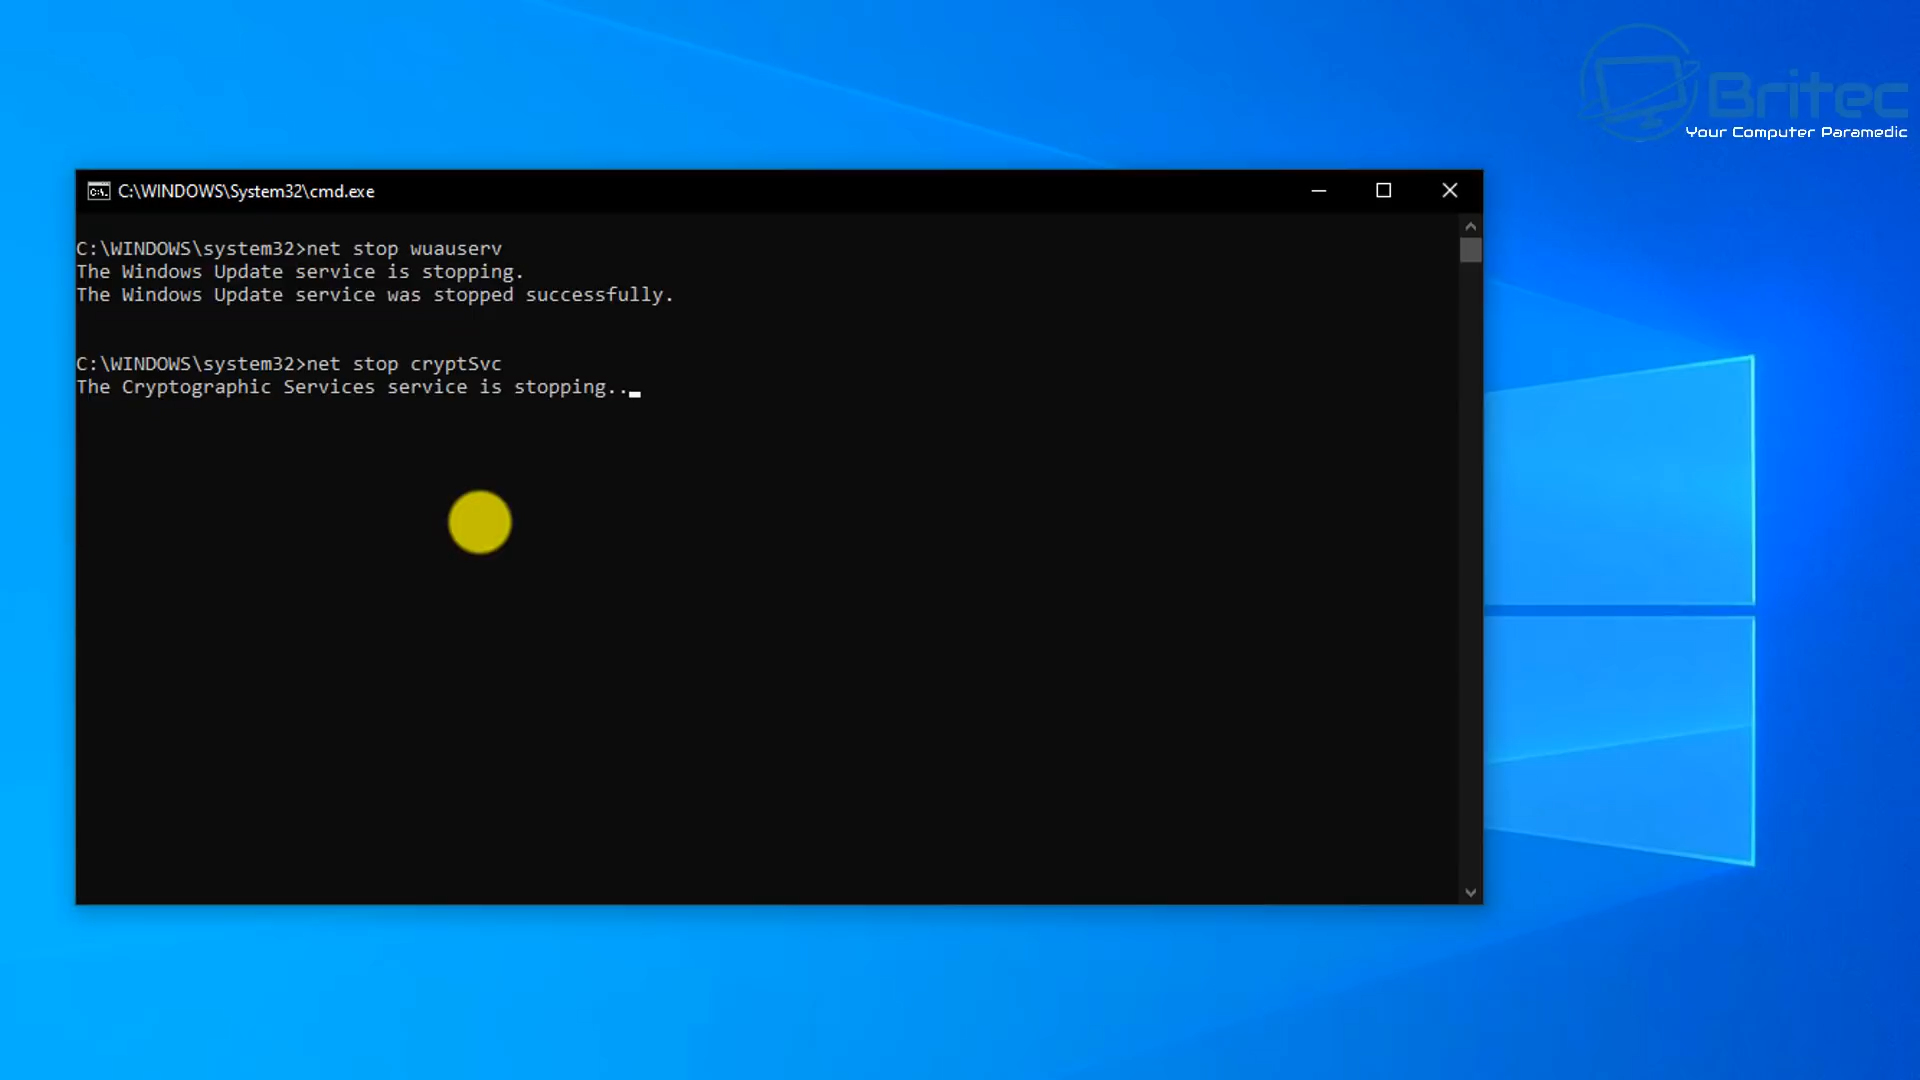 Britec
Your Computer Paramedic
C:\WINDOWS\System32\cmd.exe
C:\WINDOWS\system32>net stop wuauserv
The Windows Update service is stopping.
The Windows Update service was stopped successfully.
C:\WINDOWS\system32>net stop cryptSvc
The Cryptographic Services service is stopping..